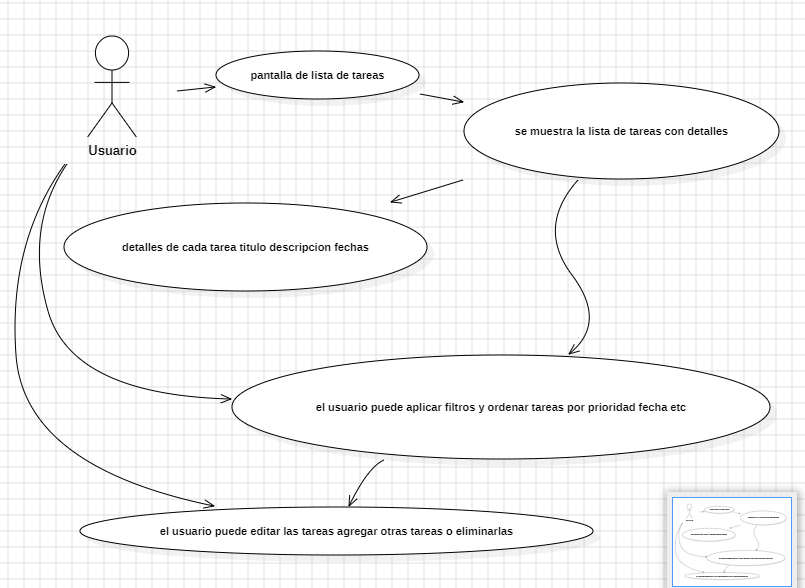 pantalla de lista de tareas
se muestra la lista de tareas con detalles
Usuario
detalles de cada tarea titulo descripcion fechas
el usuario puede aplicar filtros y ordenar tareas por prioridad fecha etc
el usuario puede editar las tareas agregar otras tareas o eliminarlas